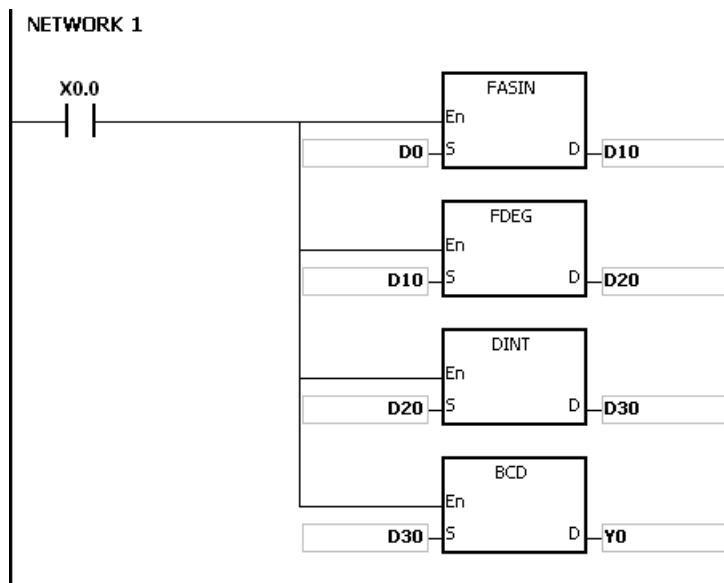 NETWORK 1
X0.0
FASIN
En
D0 S D D10
FDEG
En
D10 S D D20
DINT
En
D20 S D D30
BCD
En
D30 S D Y0